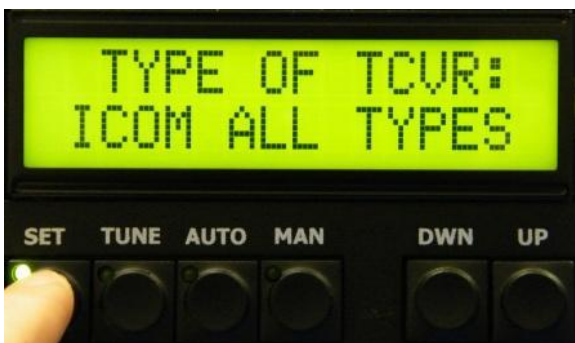 TYPE OF TCVR:
ICOM ALL TYPES
SET TUNE AUTO MAN DWN UP